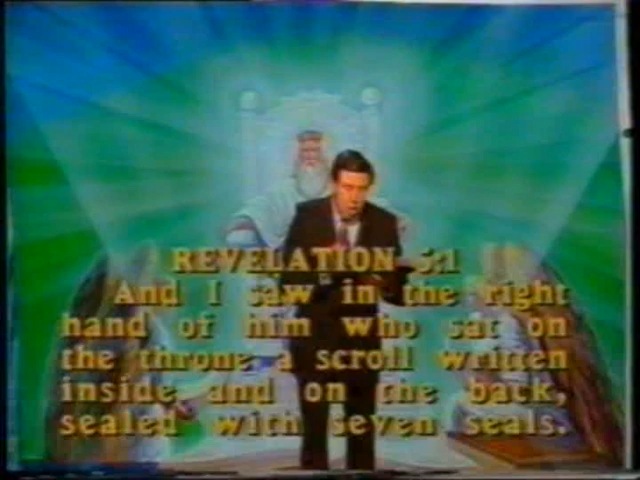 REVELATION 5:1
And I saw in the right
hand of him who sat on
the throne a scroll written
inside and on the back,
sealed with seven seals.